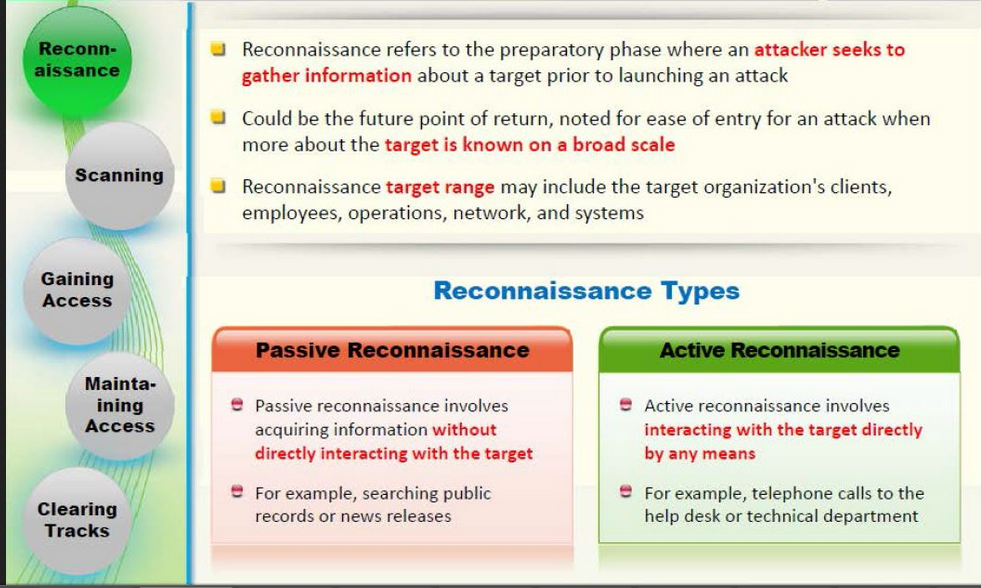 Reconn-
aissance
Scanning
Gaining
Access
Mainta-
ining
Access
Clearing
Tracks
Reconnaissance refers to the preparatory phase where an attacker seeks to
gather information about a target prior to launching an attack
Could be the future point of return, noted for ease of entry for an attack when
more about the target is known on a broad scale
Reconnaissance target range may include the target organization's clients,
employees, operations, network, and systems
Reconnaissance Types
Passive Reconnaissance
Passive reconnaissance involves
acquiring information without
directly interacting with the target
For example, searching public
records or news releases
Active Reconnaissance
Active reconnaissance involves
interacting with the target directly
by any means
For example, telephone calls to the
help desk or technical department